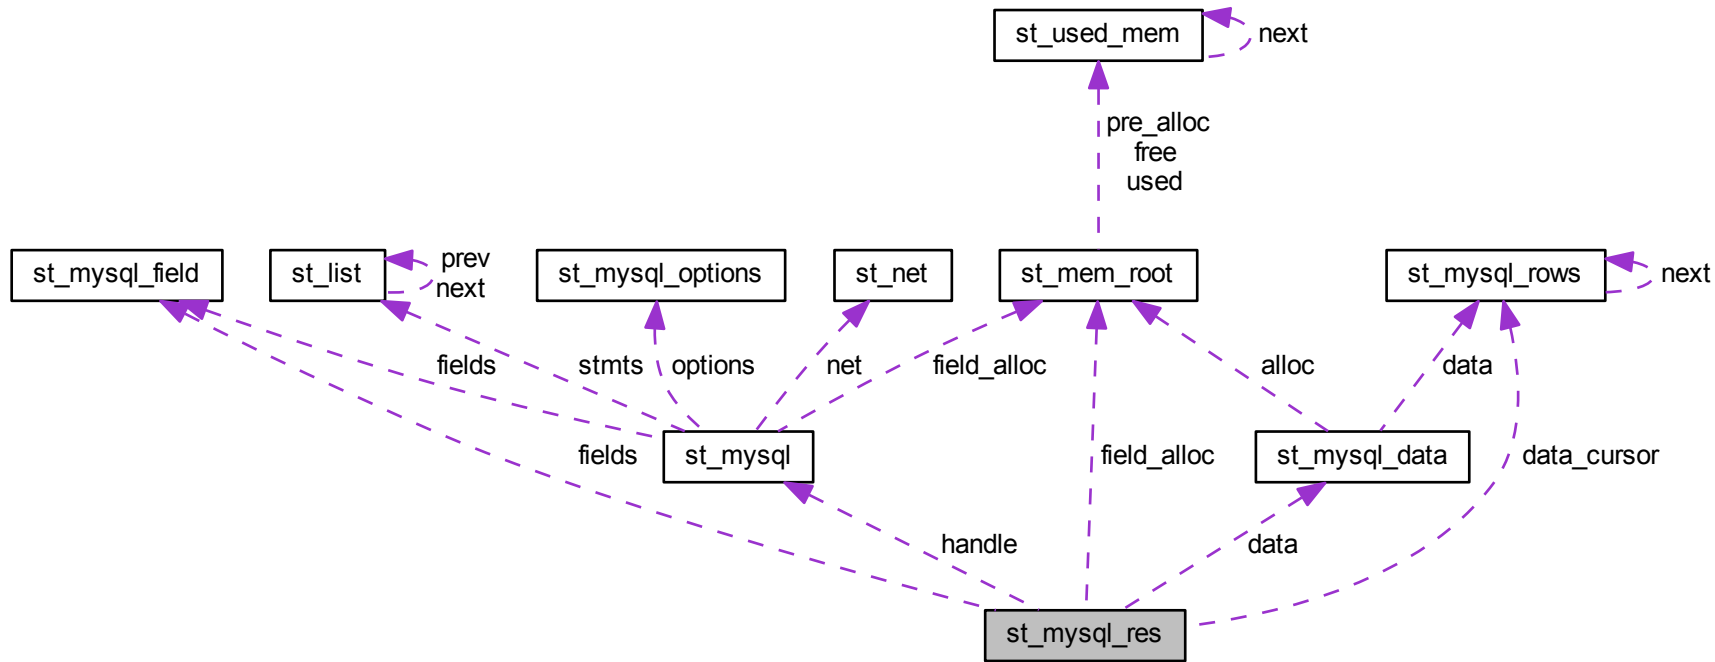 st_used_mem
next
pre_alloc
free
used
st_mysql_field
st_list
prev
next
st_mysql_options
st_net
st_mem_root
st_mysql_rows
next
fields
stmts
options
net
field_alloc
alloc
data
fields
st_mysql
field_alloc
st_mysql_data
data_cursor
handle
data
st_mysql_res